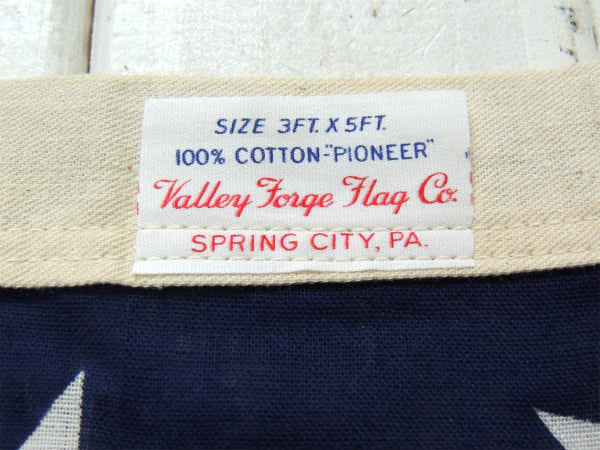 SIZE 3FT. X 5FT.
100% COTTON-"PIONEER"
Valley Forge Flag Co.
SPRING CITY, PA.